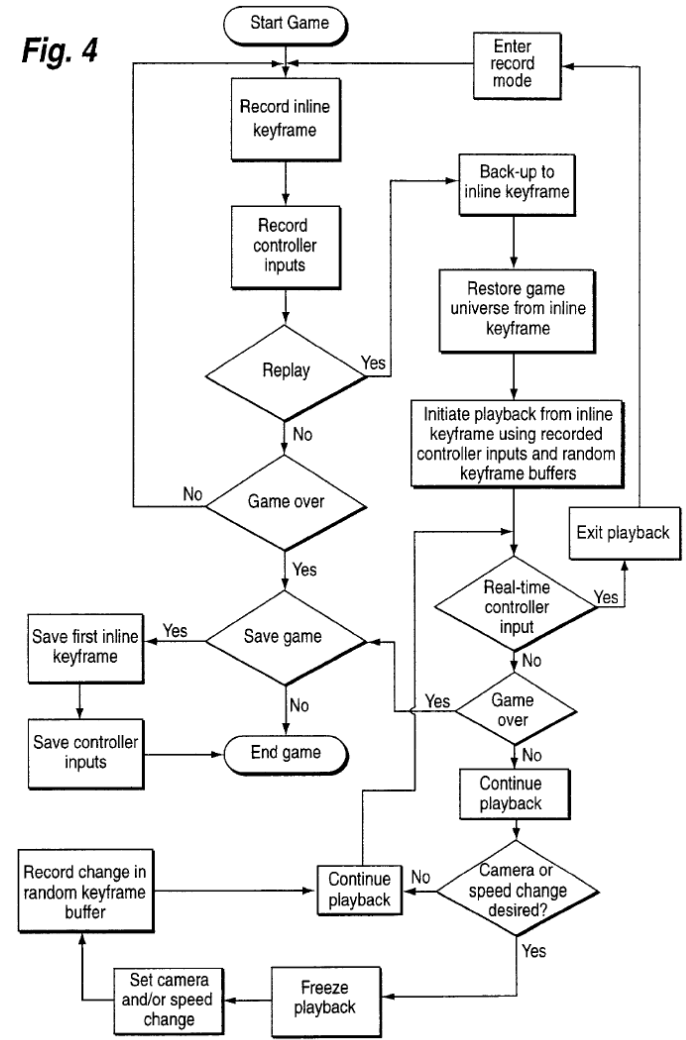 Fig. 4
Start Game
Enter
record
mode
Record inline
keyframe
Back-up to
inline keyframe
Record
controller
inputs
Restore game
universe from inline
keyframe
Replay
Yes
No
Initiate playback from inline
keyframe using recorded
controller inputs and random
keyframe buffers
No
Game over
Yes
Exit playback
Real-time
controller
input
Yes
No
Save first inline
keyframe
Yes
Save game
No
Yes
Game
over
No
Save controller
inputs
End game
Continue
playback
Record change in
random keyframe
buffer
Continue
playback
No
Camera or
speed change
desired?
Yes
Set camera
and/or speed
change
Freeze
playback